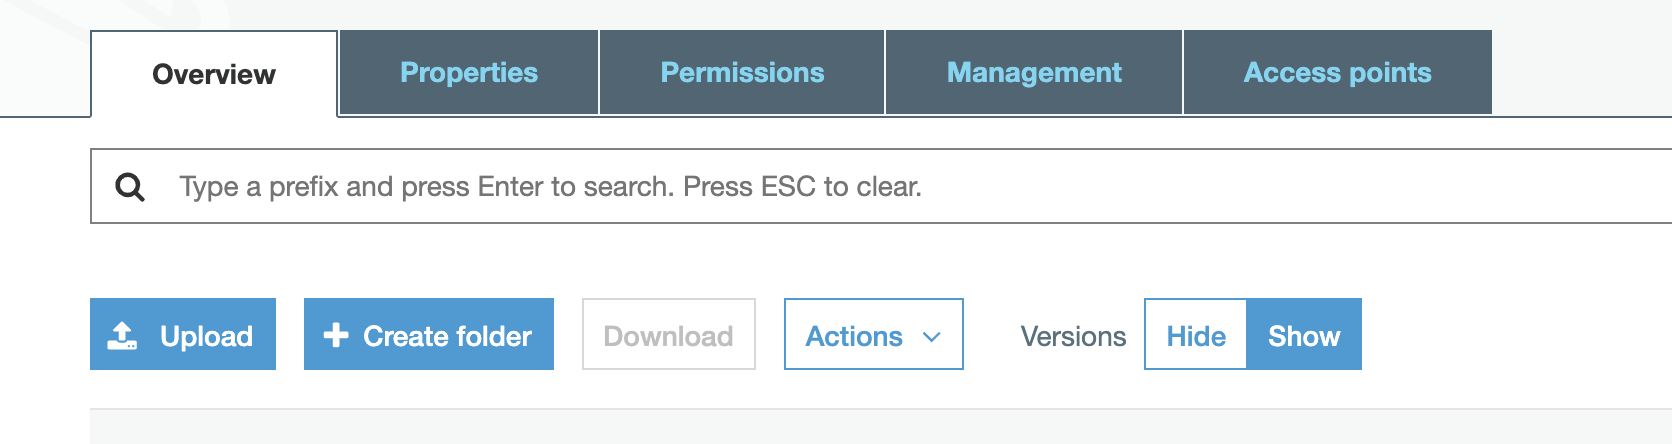 Overview Properties Permissions Management Access points
Type a prefix and press Enter to search. Press ESC to clear.
Upload Create folder Download Actions Versions Hide Show